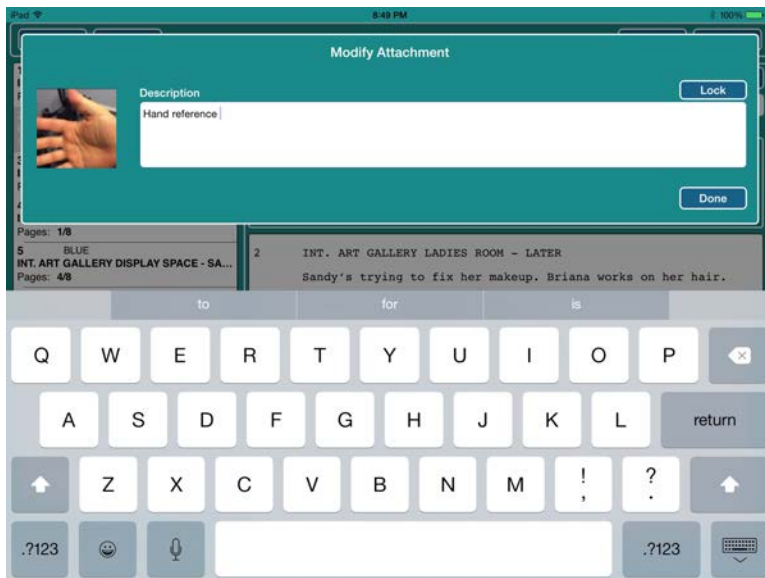 iPad 8:49 PM 100%
Modify Attachment
Description
Lock
Hand reference
Done
Pages: 1/8
5 BLUE
INT. ART GALLERY DISPLAY SPACE - SA...
Pages: 4/8
2 INT. ART GALLERY LADIES ROOM - LATER
Sandy's trying to fix her makeup. Briana works on her hair.
to for is
Q W E R T Y U I O P
A S D F G H J K L return
Z X C V B N M ! , ? .
.?123 .?123